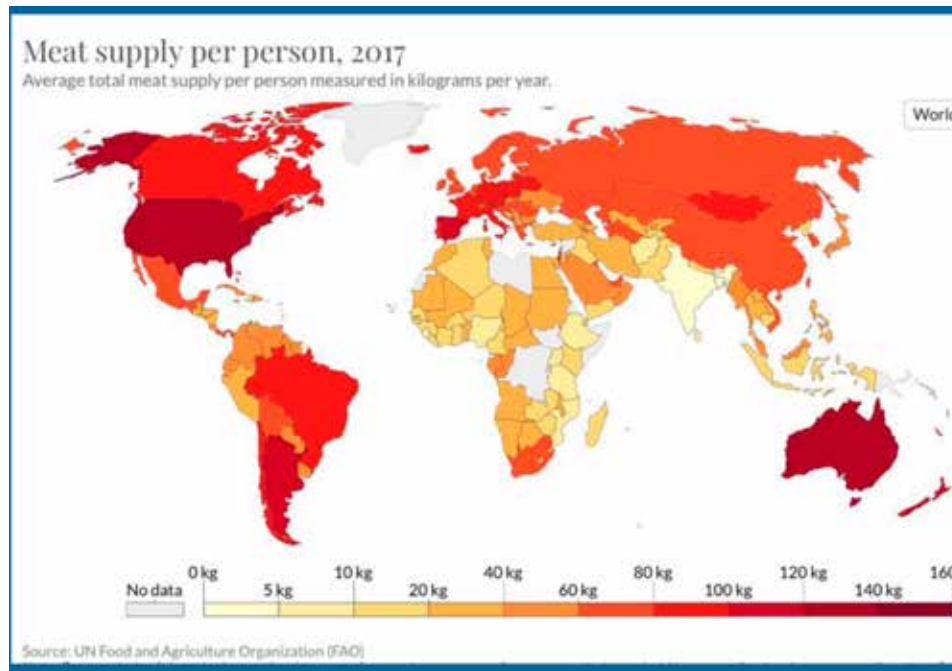 Meat supply per person, 2017
Average total meat supply per person measured in kilograms per year.
World
0 kg 10 kg 40 kg 80 kg 120 kg 160
No data 5 kg 20 kg 60 kg 100 kg 140 kg
Source: UN Food and Agriculture Organization (FAO)